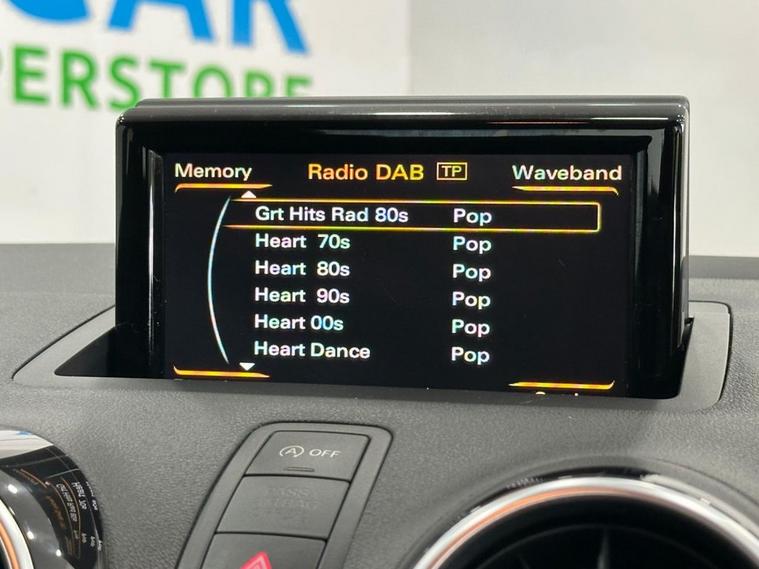 CAR
PERSTORE
Memory Radio DAB TP Waveband
Grt Hits Rad 80s Pop
Heart 70s Pop
Heart 80s Pop
Heart 90s Pop
Heart 00s Pop
Heart Dance Pop
OFF